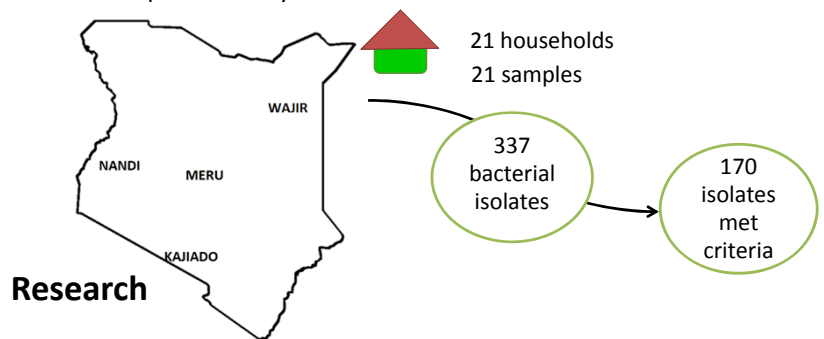 21 households
21 samples
WAJIR
NANDI
MERU
KAJIADO
337
bacterial
isolates
170
isolates
met
criteria
Research